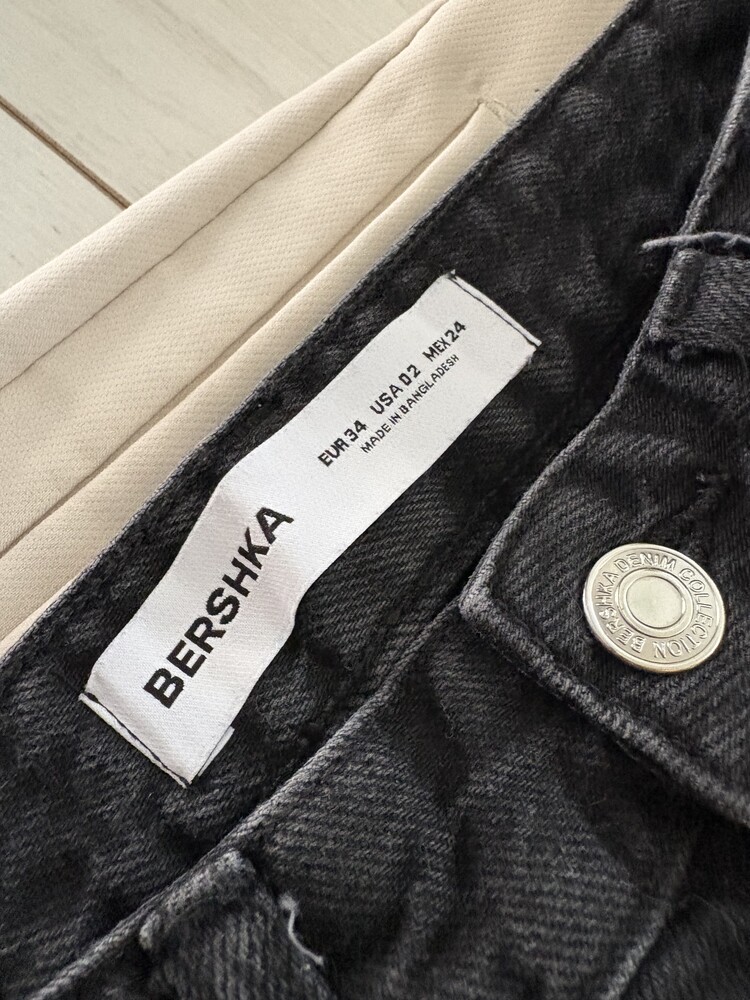 BERSHKA
EUR 34 USA 02 MEX 24
MADE IN BANGLADESH
BERSHKA DENIM COLLECTION